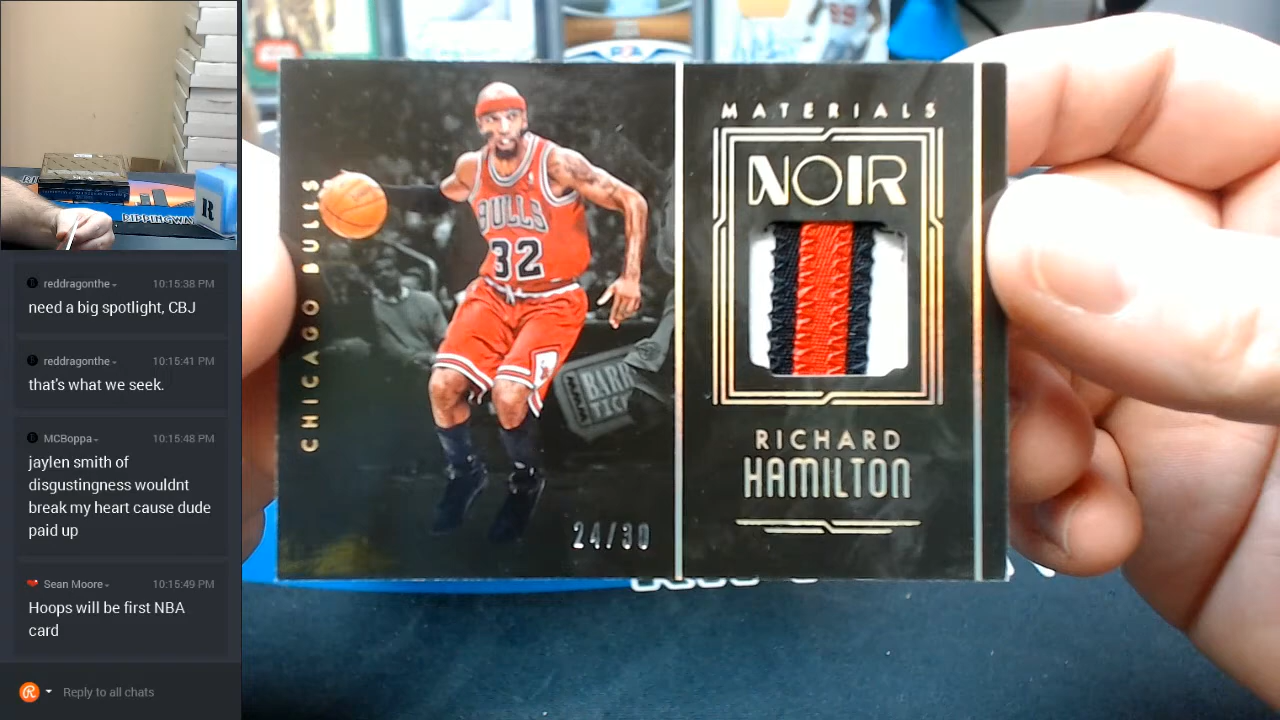 RIPPINGWA
R
reddragonthe
10:15:38 PM
need a big spotlight, CBJ
reddragonthe
10:15:41 PM
that's what we seek.
MCBoppa
10:15:48 PM
jaylen smith of
disgustingness wouldnt
break my heart cause dude
paid up
Sean Moore
10:15:49 PM
Hoops will be first NBA
card
R
Reply to all chats
99
CHICAGO BULLS
BULLS
32
24/30
MATERIALS
NOIR
RICHARD
HAMILTON